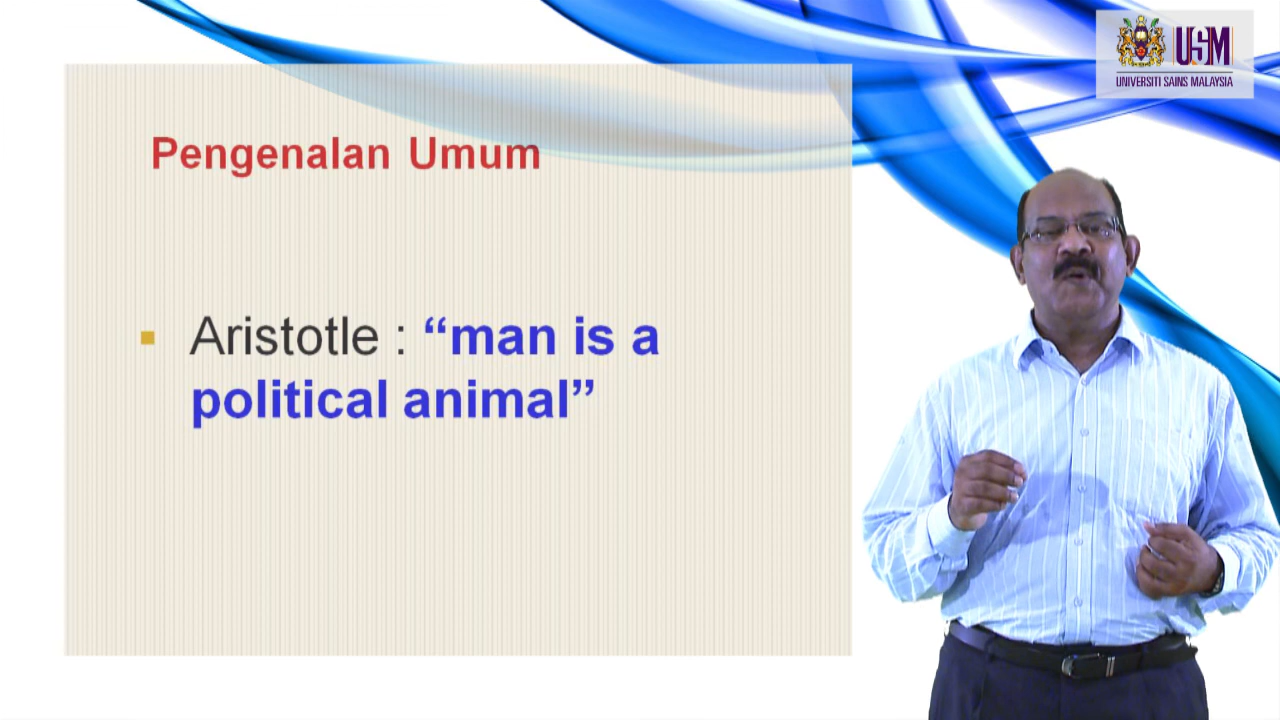 USM
UNIVERSITI SAINS MALAYSIA
Pengenalan Umum
Aristotle : “man is a
political animal”